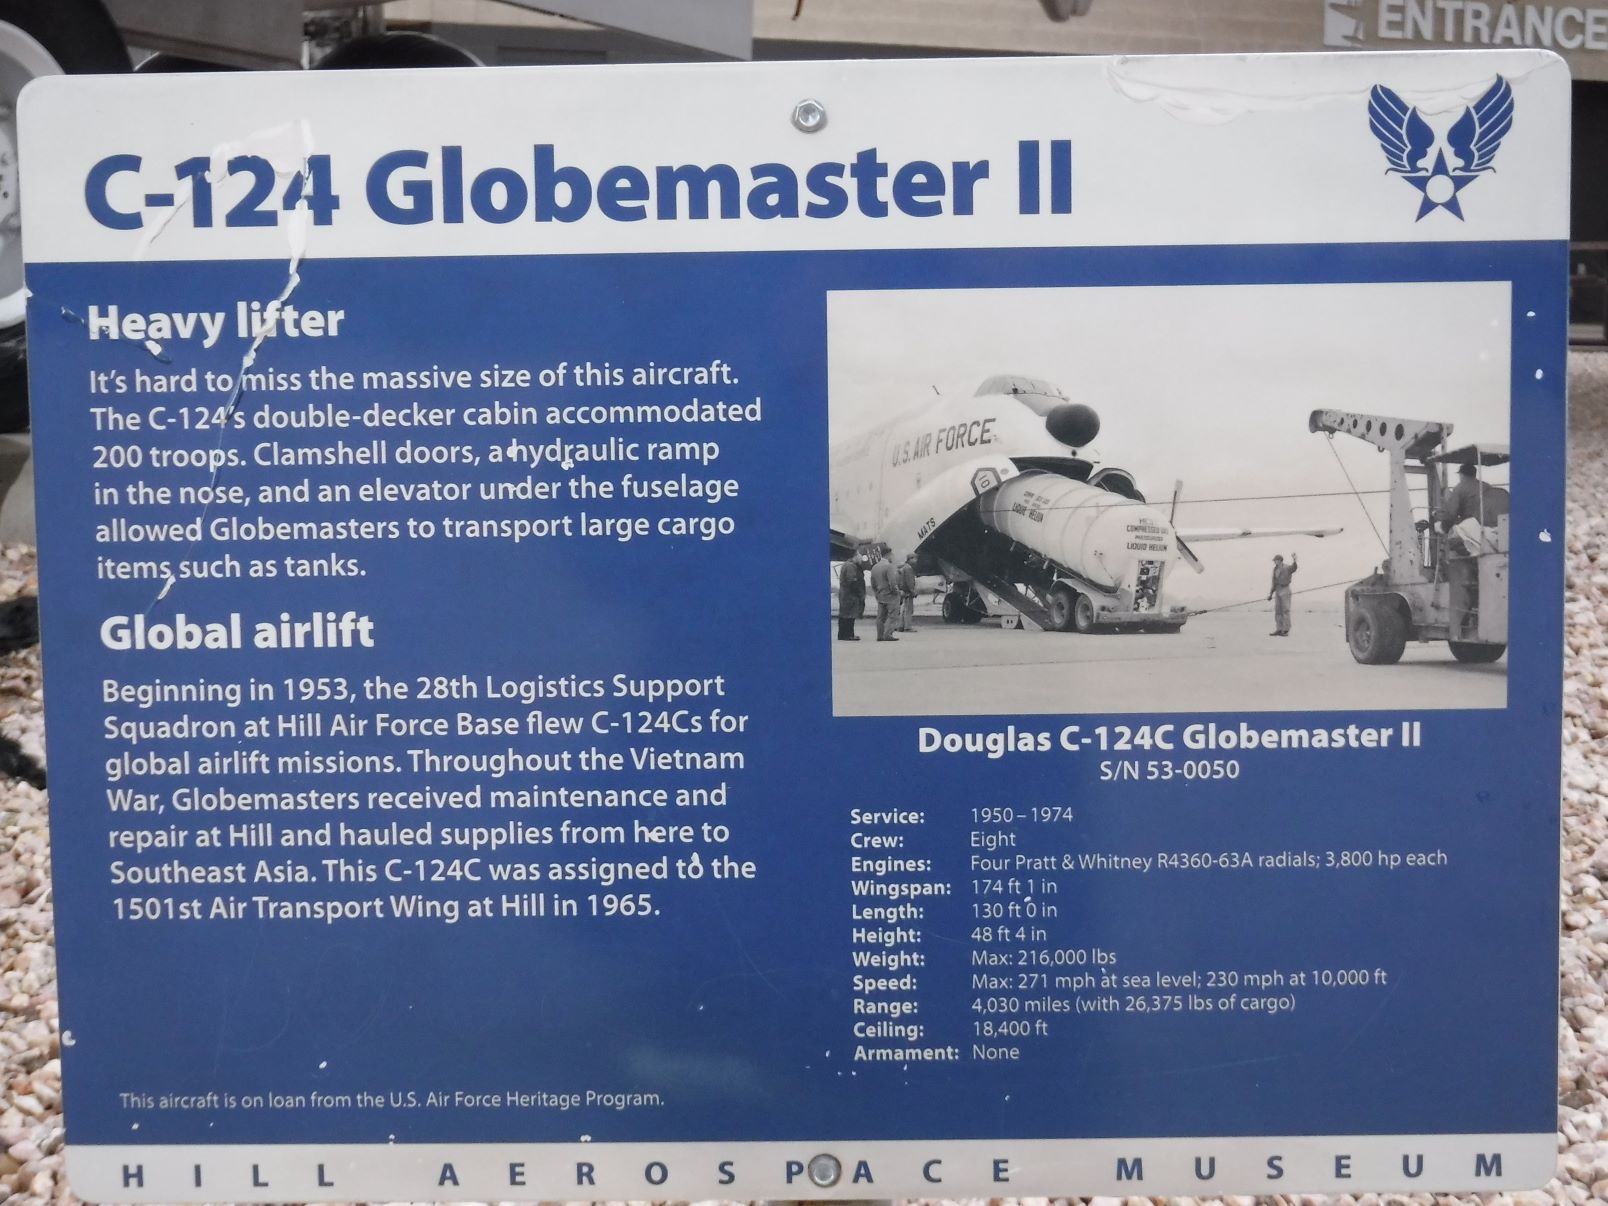 ENTRANCE
C-124 Globemaster II
Heavy lifter
It's hard to miss the massive size of this aircraft.
The C-124's double-decker cabin accommodated
200 troops. Clamshell doors, a hydraulic ramp
in the nose, and an elevator under the fuselage
allowed Globemasters to transport large cargo
items such as tanks.
Global airlift
Beginning in 1953, the 28th Logistics Support
Squadron at Hill Air Force Base flew C-124Cs for
global airlift missions. Throughout the Vietnam
War, Globemasters received maintenance and
repair at Hill and hauled supplies from here to
Southeast Asia. This C-124C was assigned to the
1501st Air Transport Wing at Hill in 1965.
This aircraft is on loan from the U.S. Air Force Heritage Program.
U.S. AIR FORCE
10
MATS
LIQUID HELIUM
COMPRESSED GAS
LIQUID HELIUM
Douglas C-124C Globemaster II
S/N 53-0050
Service: 1950 – 1974
Crew: Eight
Engines: Four Pratt & Whitney R4360-63A radials; 3,800 hp each
Wingspan: 174 ft 1 in
Length: 130 ft 0 in
Height: 48 ft 4 in
Weight: Max: 216,000 lbs
Speed: Max: 271 mph at sea level; 230 mph at 10,000 ft
Range: 4,030 miles (with 26,375 lbs of cargo)
Ceiling: 18,400 ft
Armament: None
HILL AEROSPACE MUSEUM